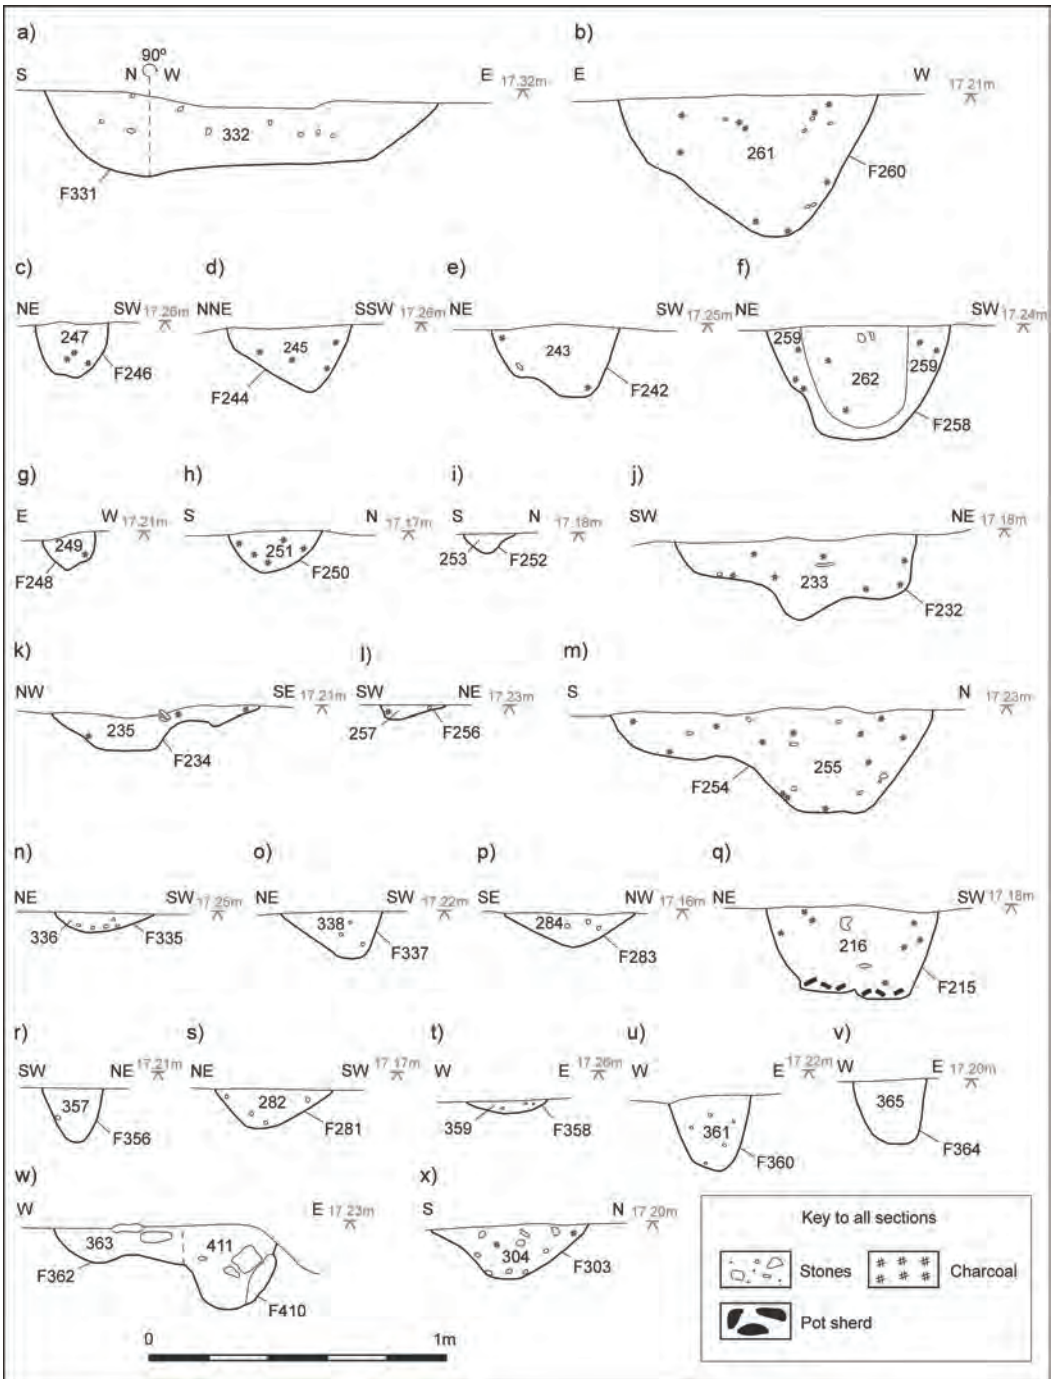 a)
90º
S N W E 17.32m
332
F331
b)
E W 17.21m
261
F260
c)
NE SW 17.26m
247
F246
d)
NNE SSW 17.26m
245
F244
e)
NE SW 17.25m
243
F242
f)
NE SW 17.24m
259 262 259
F258
g)
E W 17.21m
249
F248
h)
S N 17.17m
251
F250
i)
S N 17.18m
253 F252
j)
SW NE 17.18m
233
F232
k)
NW SE 17.21m
235
F234
l)
SW NE 17.23m
257 F256
m)
S N 17.23m
255
F254
n)
NE SW 17.25m
336 F335
o)
NE SW 17.22m
338
F337
p)
SE NW 17.16m
284
F283
q)
NE SW 17.18m
216
F215
r)
SW NE 17.21m
357
F356
s)
NE SW 17.17m
282
F281
t)
W E 17.26m
359 F358
u)
W E 17.22m
361
F360
v)
W E 17.20m
365
F364
w)
W E 17.23m
363 411
F362
F410
x)
S N 17.20m
304
F303
Key to all sections
Stones Charcoal
Pot sherd
0 1m